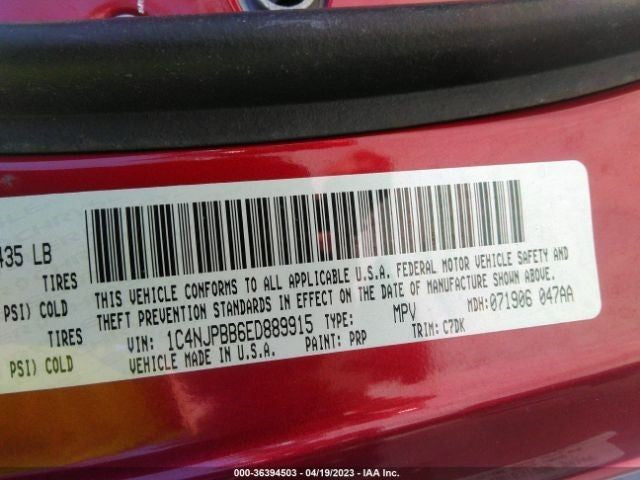 435 LB
TIRES
PSI) COLD
TIRES
PSI) COLD
THIS VEHICLE CONFORMS TO ALL APPLICABLE U.S.A. FEDERAL MOTOR VEHICLE SAFETY AND
THEFT PREVENTION STANDARDS IN EFFECT ON THE DATE OF MANUFACTURE SHOWN ABOVE.
VIN: 1C4NJPBB6ED889915 TYPE: MPV MDH: 071906 047AA
VEHICLE MADE IN U.S.A. PAINT: PRP TRIM: C7DK
000-36394503 - 04/19/2023 - IAA Inc.